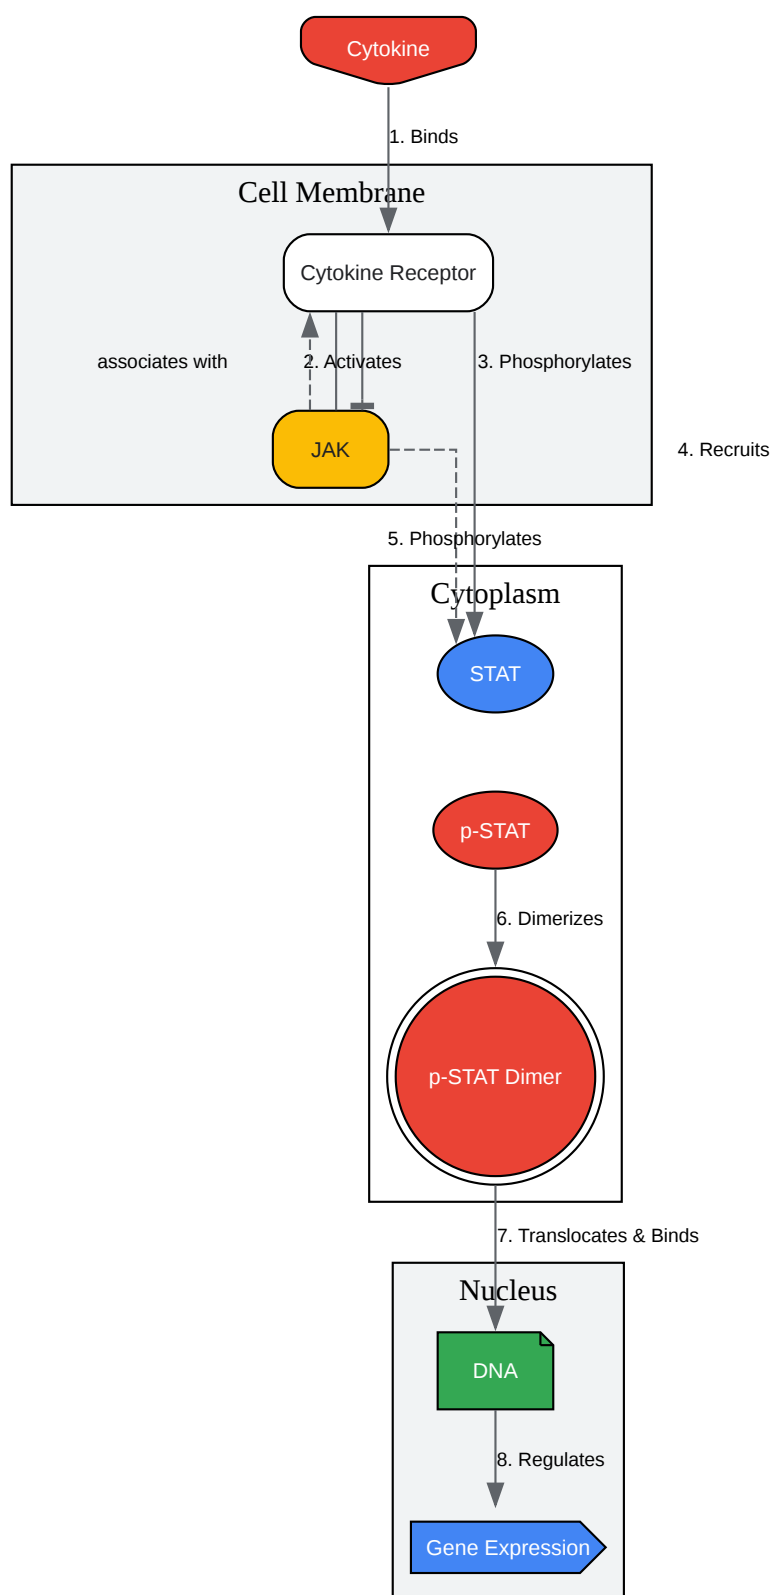 Cytokine
1. Binds
Cell Membrane
Cytokine Receptor
associates with
2. Activates
3. Phosphorylates
JAK
4. Recruits
5. Phosphorylates
Cytoplasm
STAT
p-STAT
6. Dimerizes
p-STAT Dimer
7. Translocates & Binds
Nucleus
DNA
8. Regulates
Gene Expression